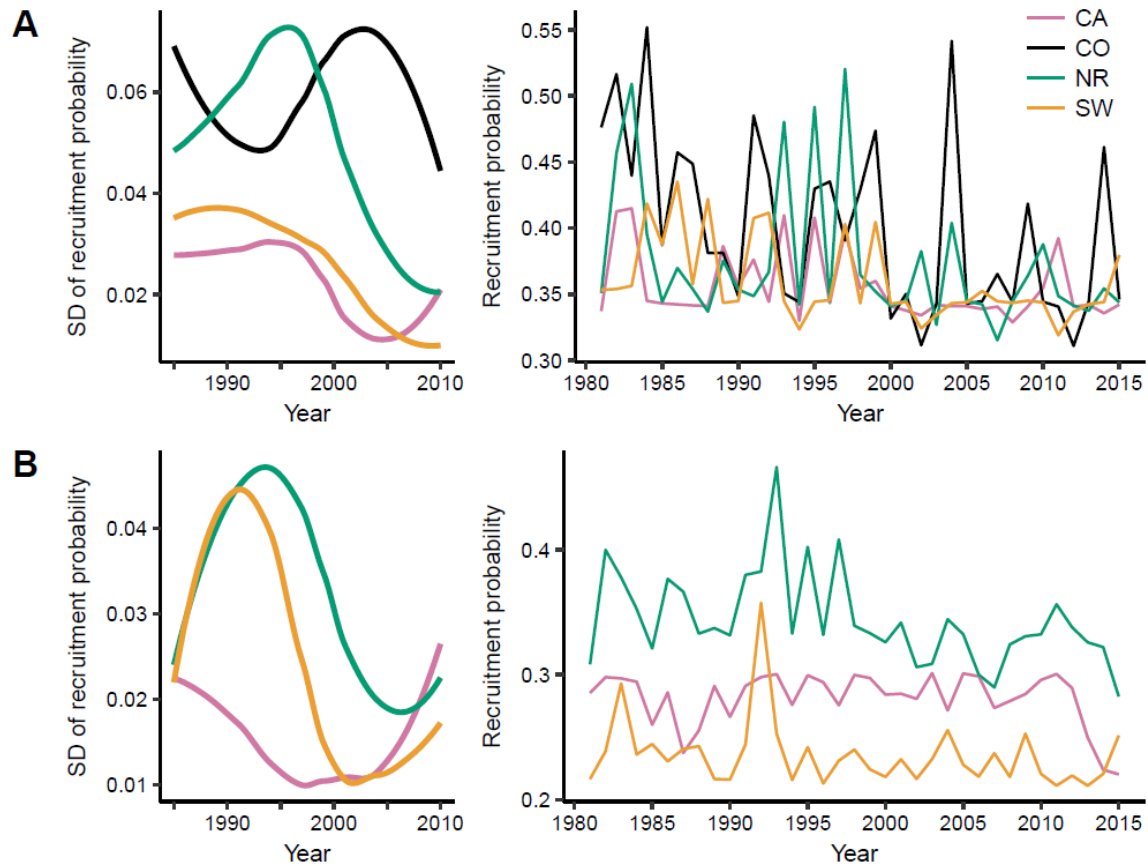 A
SD of recruitment probability
0.06
0.04
0.02
1990
2000
2010
Year
Recruitment probability
0.55
0.50
0.45
0.40
0.35
0.30
1980
1985
1990
1995
2000
2005
2010
2015
Year
CA
CO
NR
SW
B
SD of recruitment probability
0.04
0.03
0.02
0.01
1990
2000
2010
Year
Recruitment probability
0.4
0.3
0.2
1980
1985
1990
1995
2000
2005
2010
2015
Year